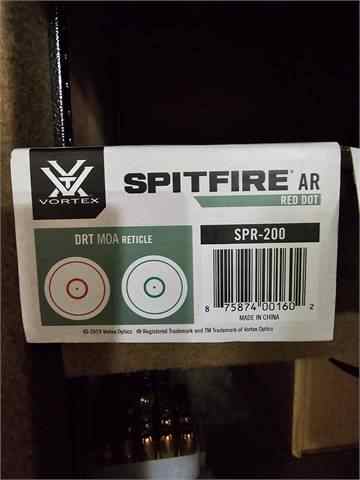 VORTEX
SPITFIRE® AR
RED DOT
DRT MOA RETICLE
SPR-200
8 75874 00160 2
MADE IN CHINA
© 2019 Vortex Optics ® Registered Trademark and TM Trademark of Vortex Optics